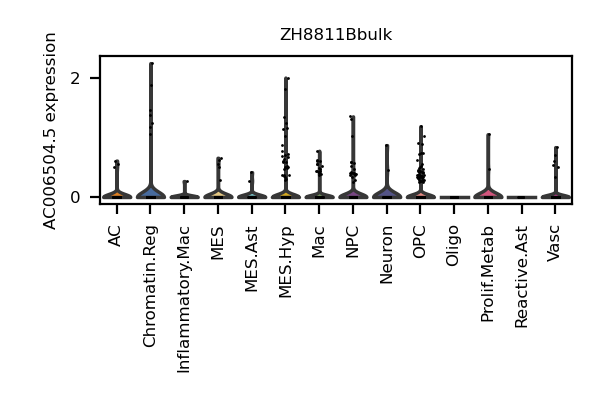 ZH8811Bbulk
AC006504.5 expression
2
0
AC
Chromatin.Reg
Inflammatory.Mac
MES
MES.Ast
MES.Hyp
Mac
NPC
Neuron
OPC
Oligo
Prolif.Metab
Reactive.Ast
Vasc